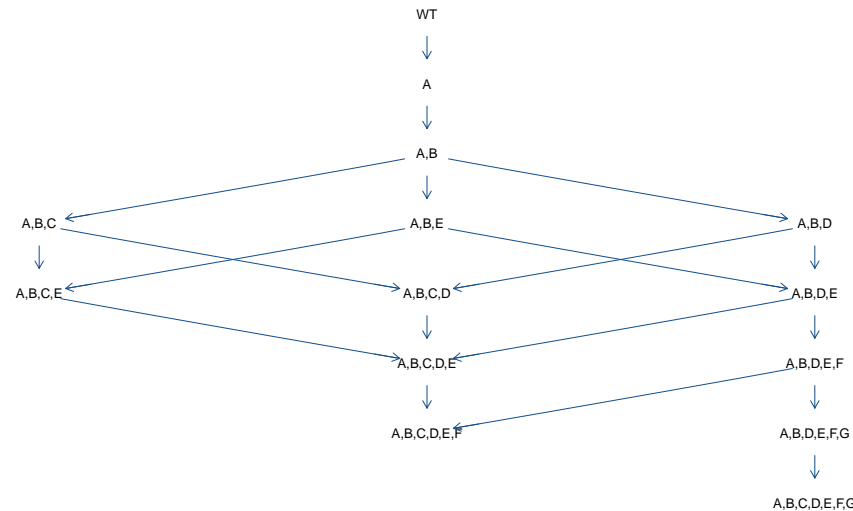 WT
A
A,B
A,B,C
A,B,E
A,B,D
A,B,C,E
A,B,C,D
A,B,D,E
A,B,C,D,E
A,B,D,E,F
A,B,C,D,E,F
A,B,D,E,F,G
A,B,C,D,E,F,G